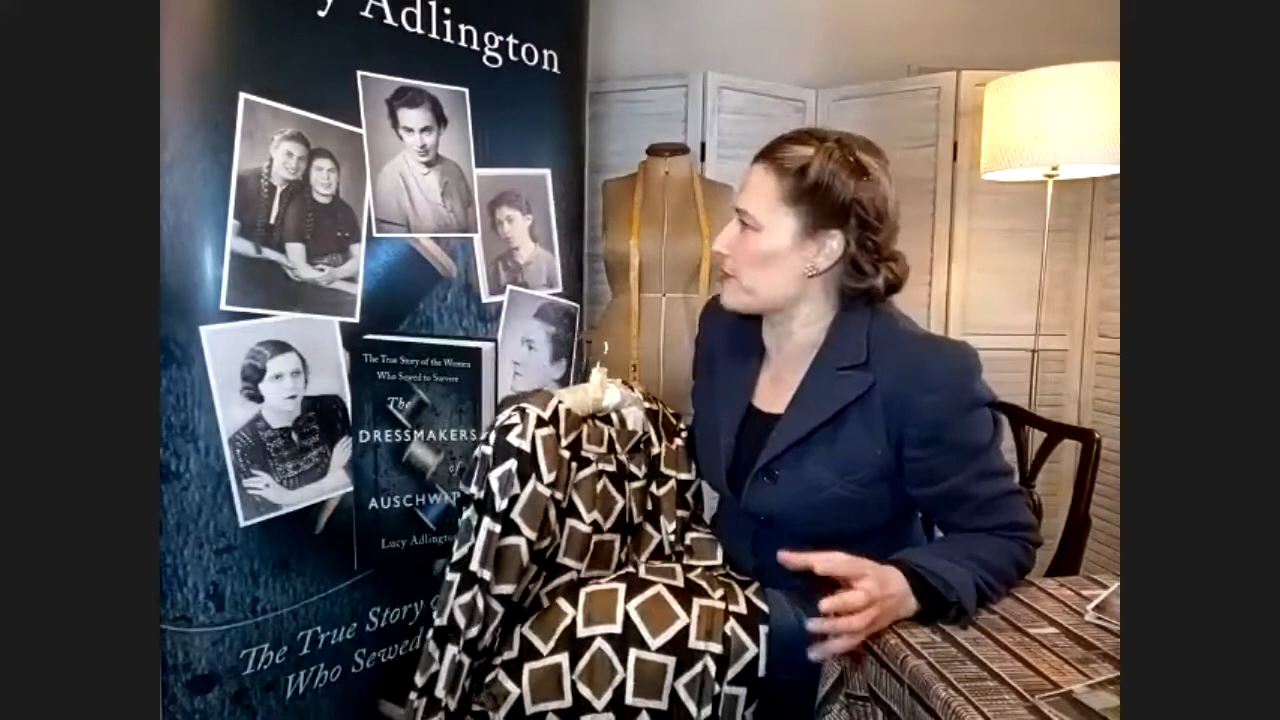 y Adlington
The True Story of the Women
Who Sewed to Survive
The
DRESSMAKERS
of
AUSCHWIT
Lucy Adlingto
The True Story
Who Sewed